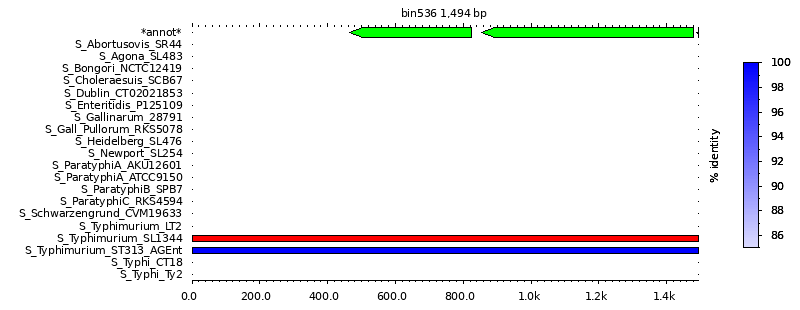 bin536 1,494 bp
*annot*
S_Abortusovis_SR44
S_Agona_SL483
S_Bongori_NCTC12419
S_Choleraesuis_SCB67
S_Dublin_CT02021853
S_Enteritidis_P125109
S_Gallinarum_28791
S_Gall_Pullorum_RKS5078
S_Heidelberg_SL476
S_Newport_SL254
S_ParatyphiA_AKU12601
S_ParatyphiA_ATCC9150
S_ParatyphiB_SPB7
S_ParatyphiC_RKS4594
S_Schwarzengrund_CVM19633
S_Typhimurium_LT2
S_Typhimurium_SL1344
S_Typhimurium_ST313_AGEnt
S_Typhi_CT18
S_Typhi_Ty2
0.0 200.0 400.0 600.0 800.0 1.0k 1.2k 1.4k
% identity
100
98
96
94
92
90
88
86